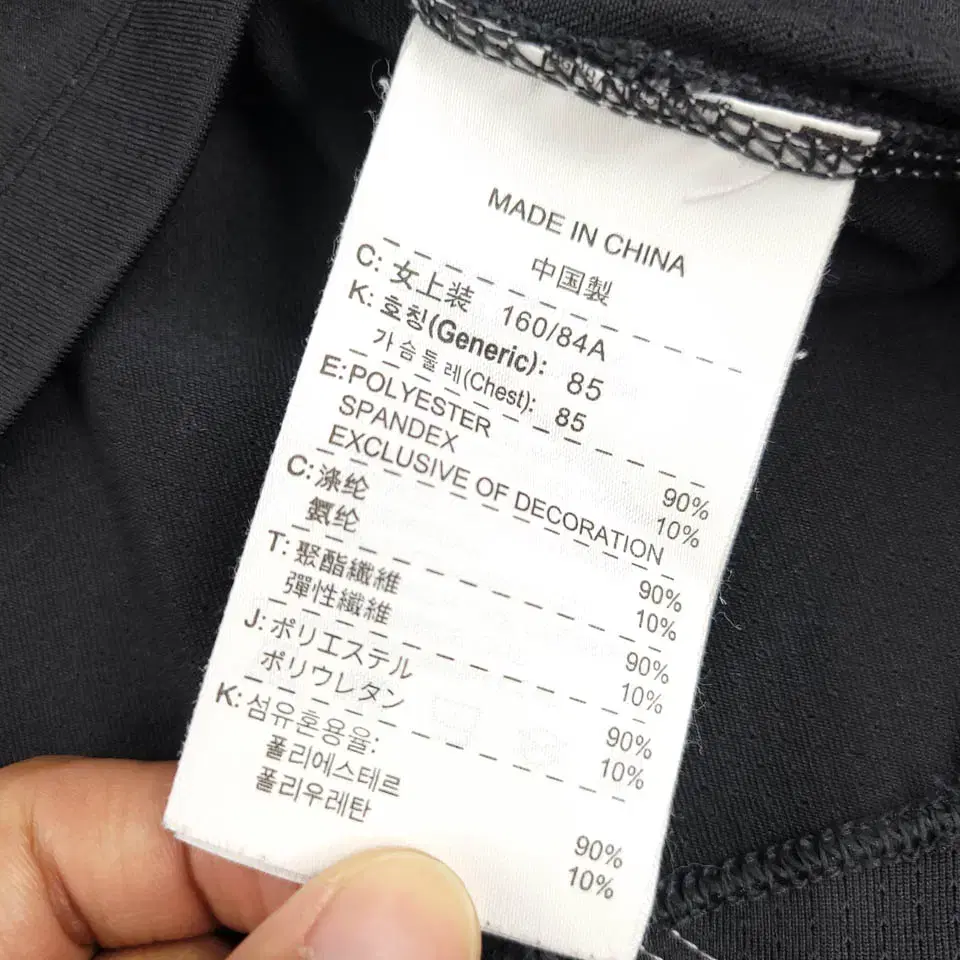 MADE IN CHINA
中国製
C: 女上装 160/84A
K: 호칭(Generic): 85
가슴둘레(Chest): 85
E:POLYESTER 90%
SPANDEX 10%
EXCLUSIVE OF DECORATION
C:涤纶 90%
氨纶 10%
T: 聚酯纖維 90%
彈性纖維 10%
J:ポリエステル 90%
ポリウレタン 10%
K:섬유혼용율:
폴리에스테르 90%
폴리우레탄 10%